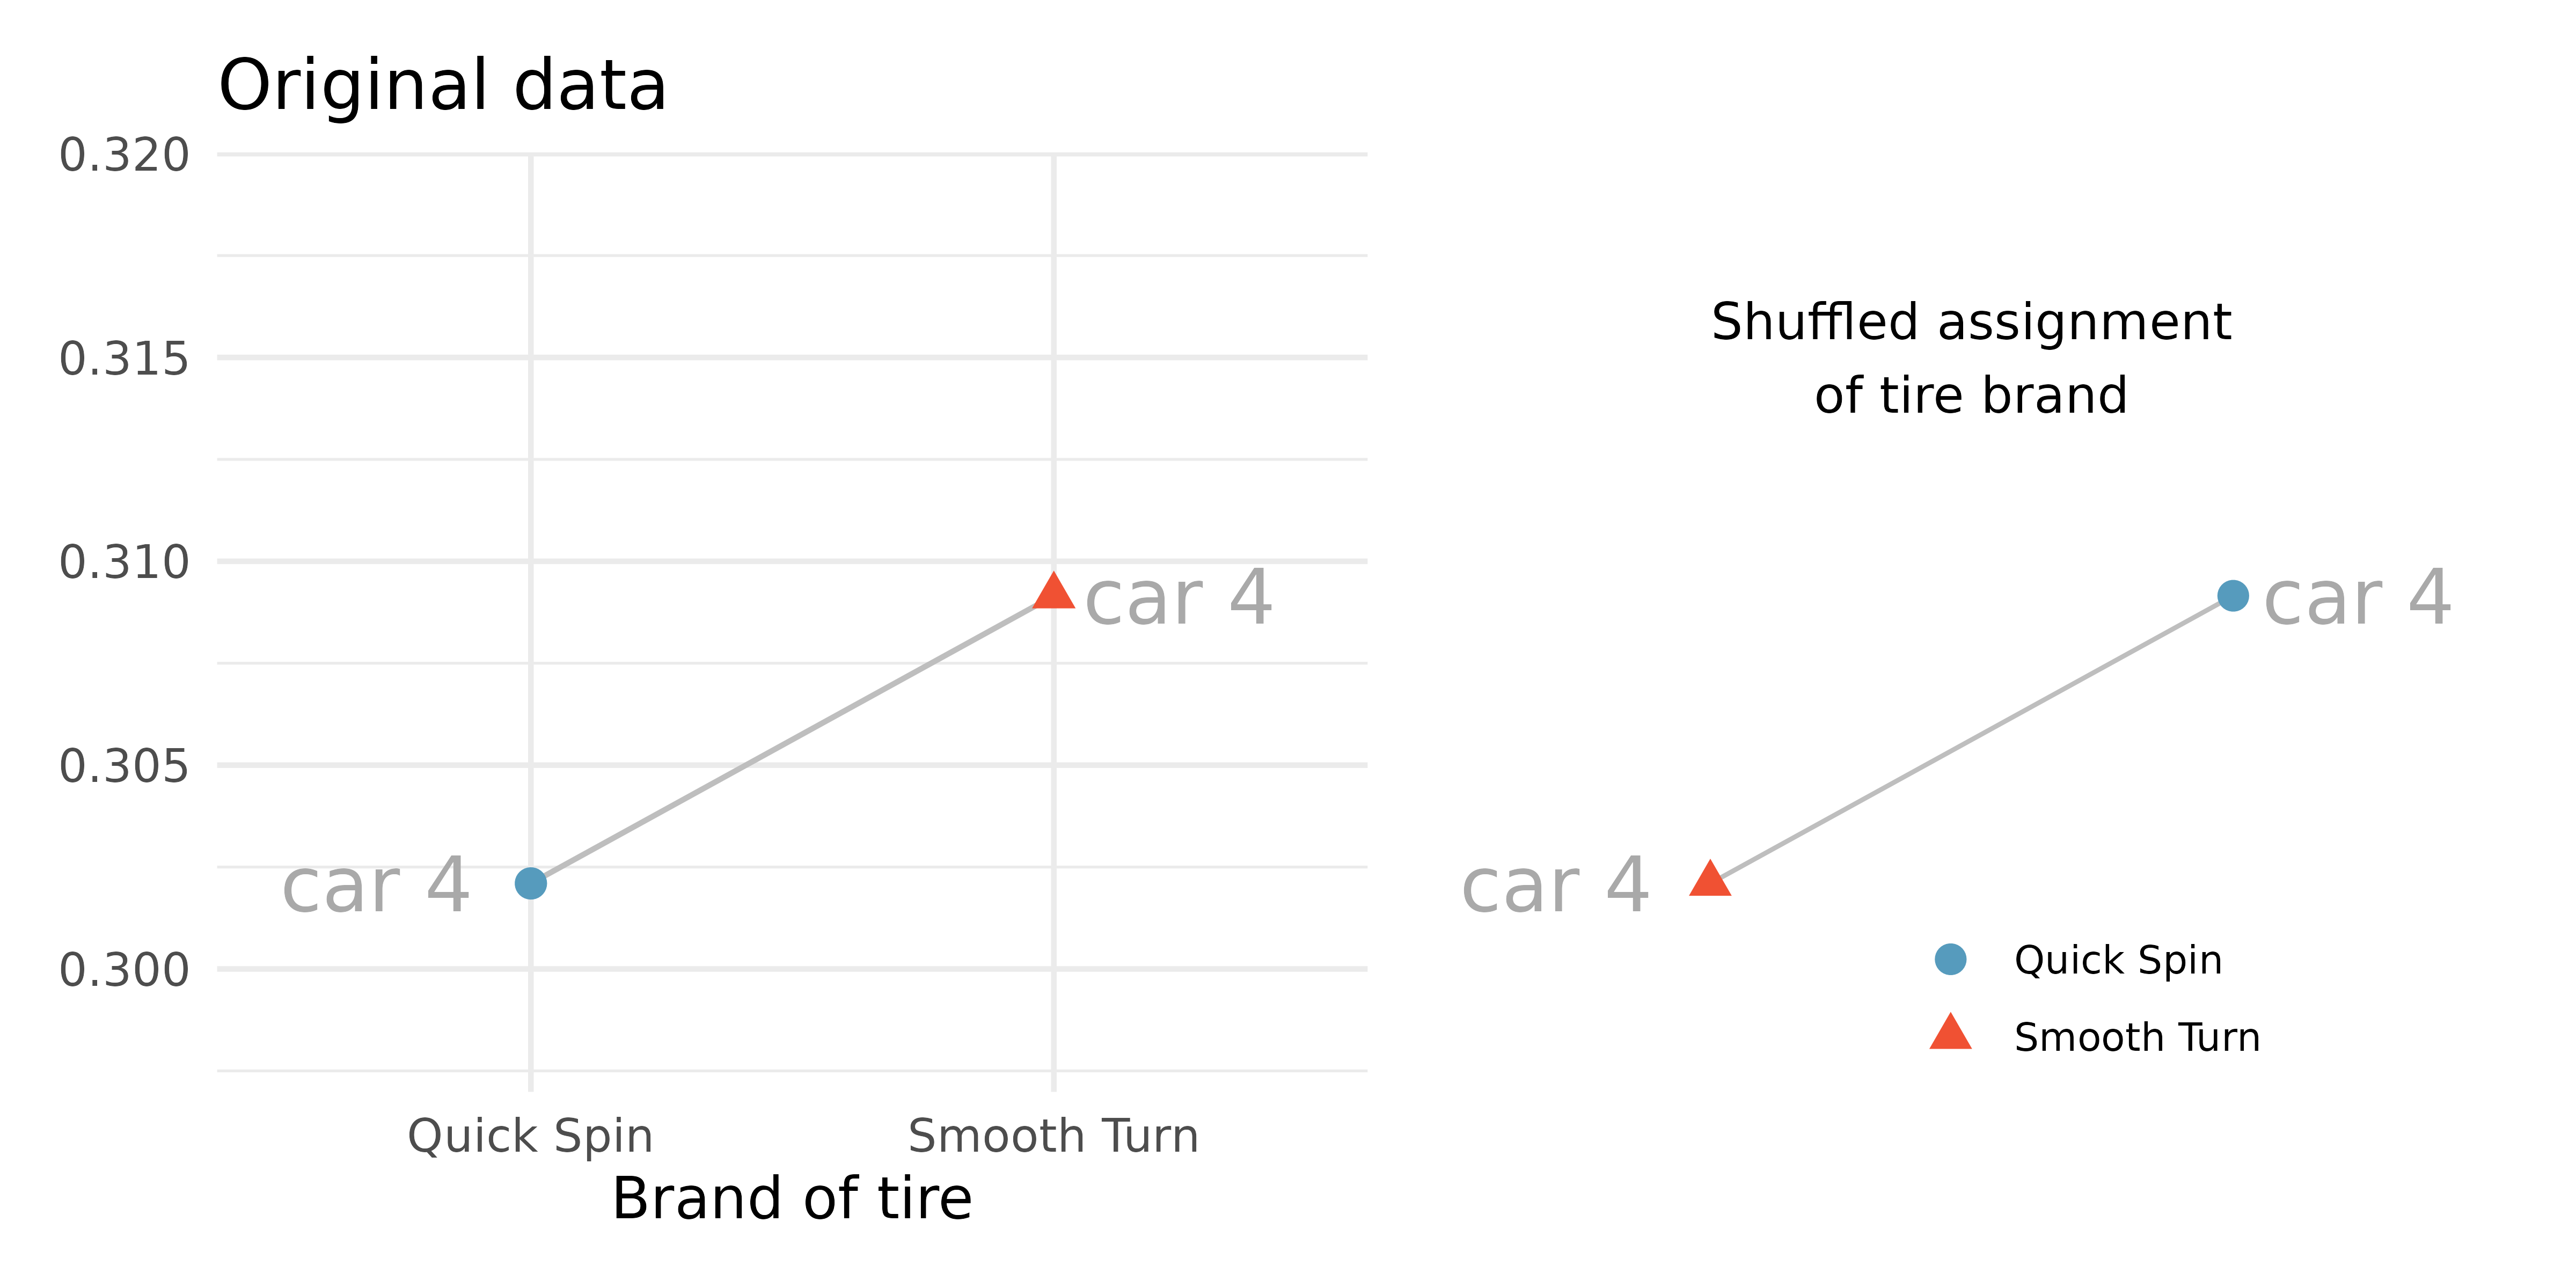 Original data
0.320
0.315
0.310
0.305
0.300
car 4
car 4
Quick Spin
Smooth Turn
Brand of tire
Shuffled assignment
of tire brand
car 4
car 4
Quick Spin
Smooth Turn